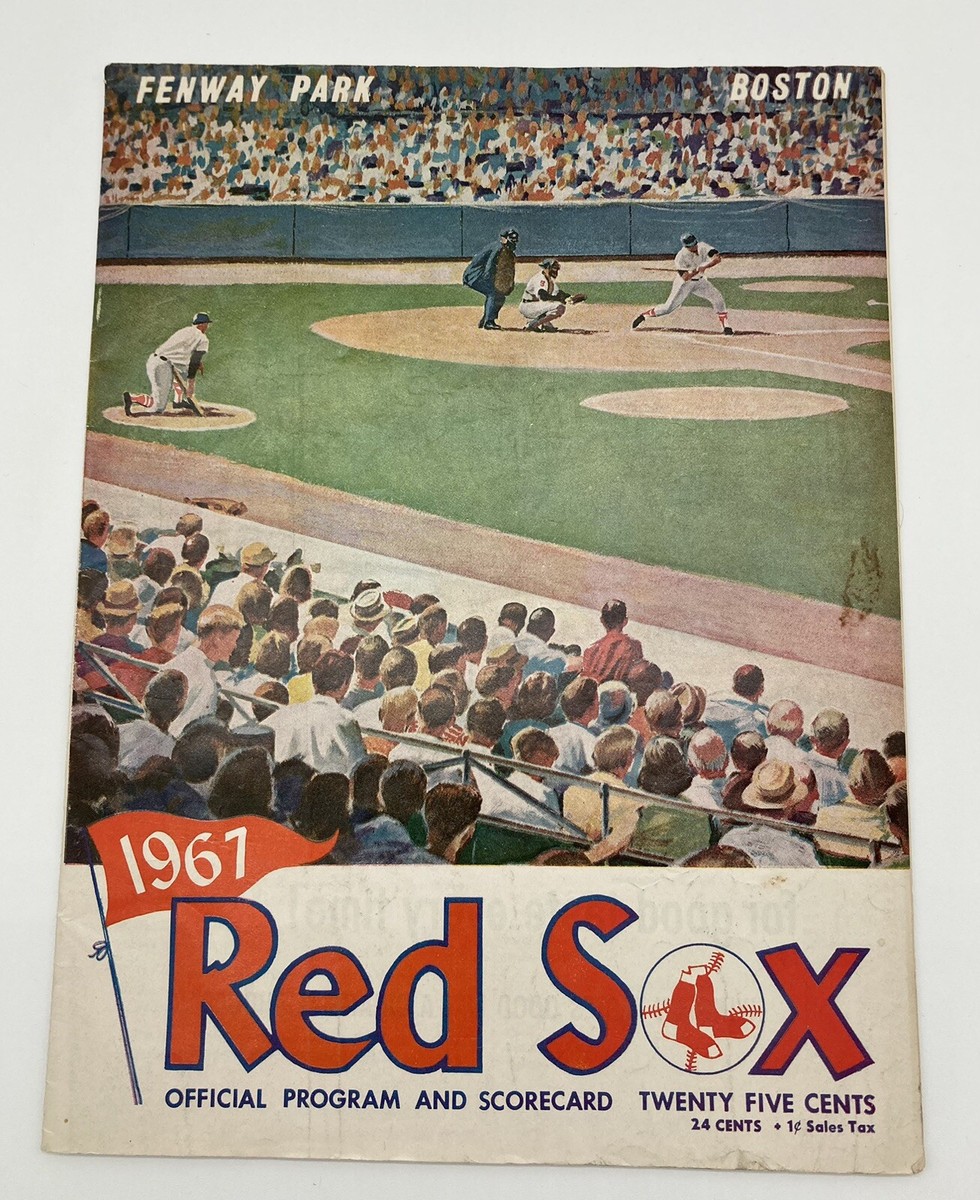 FENWAY PARK BOSTON
1967
Red Sox
OFFICIAL PROGRAM AND SCORECARD TWENTY FIVE CENTS
24 CENTS + 1¢ Sales Tax